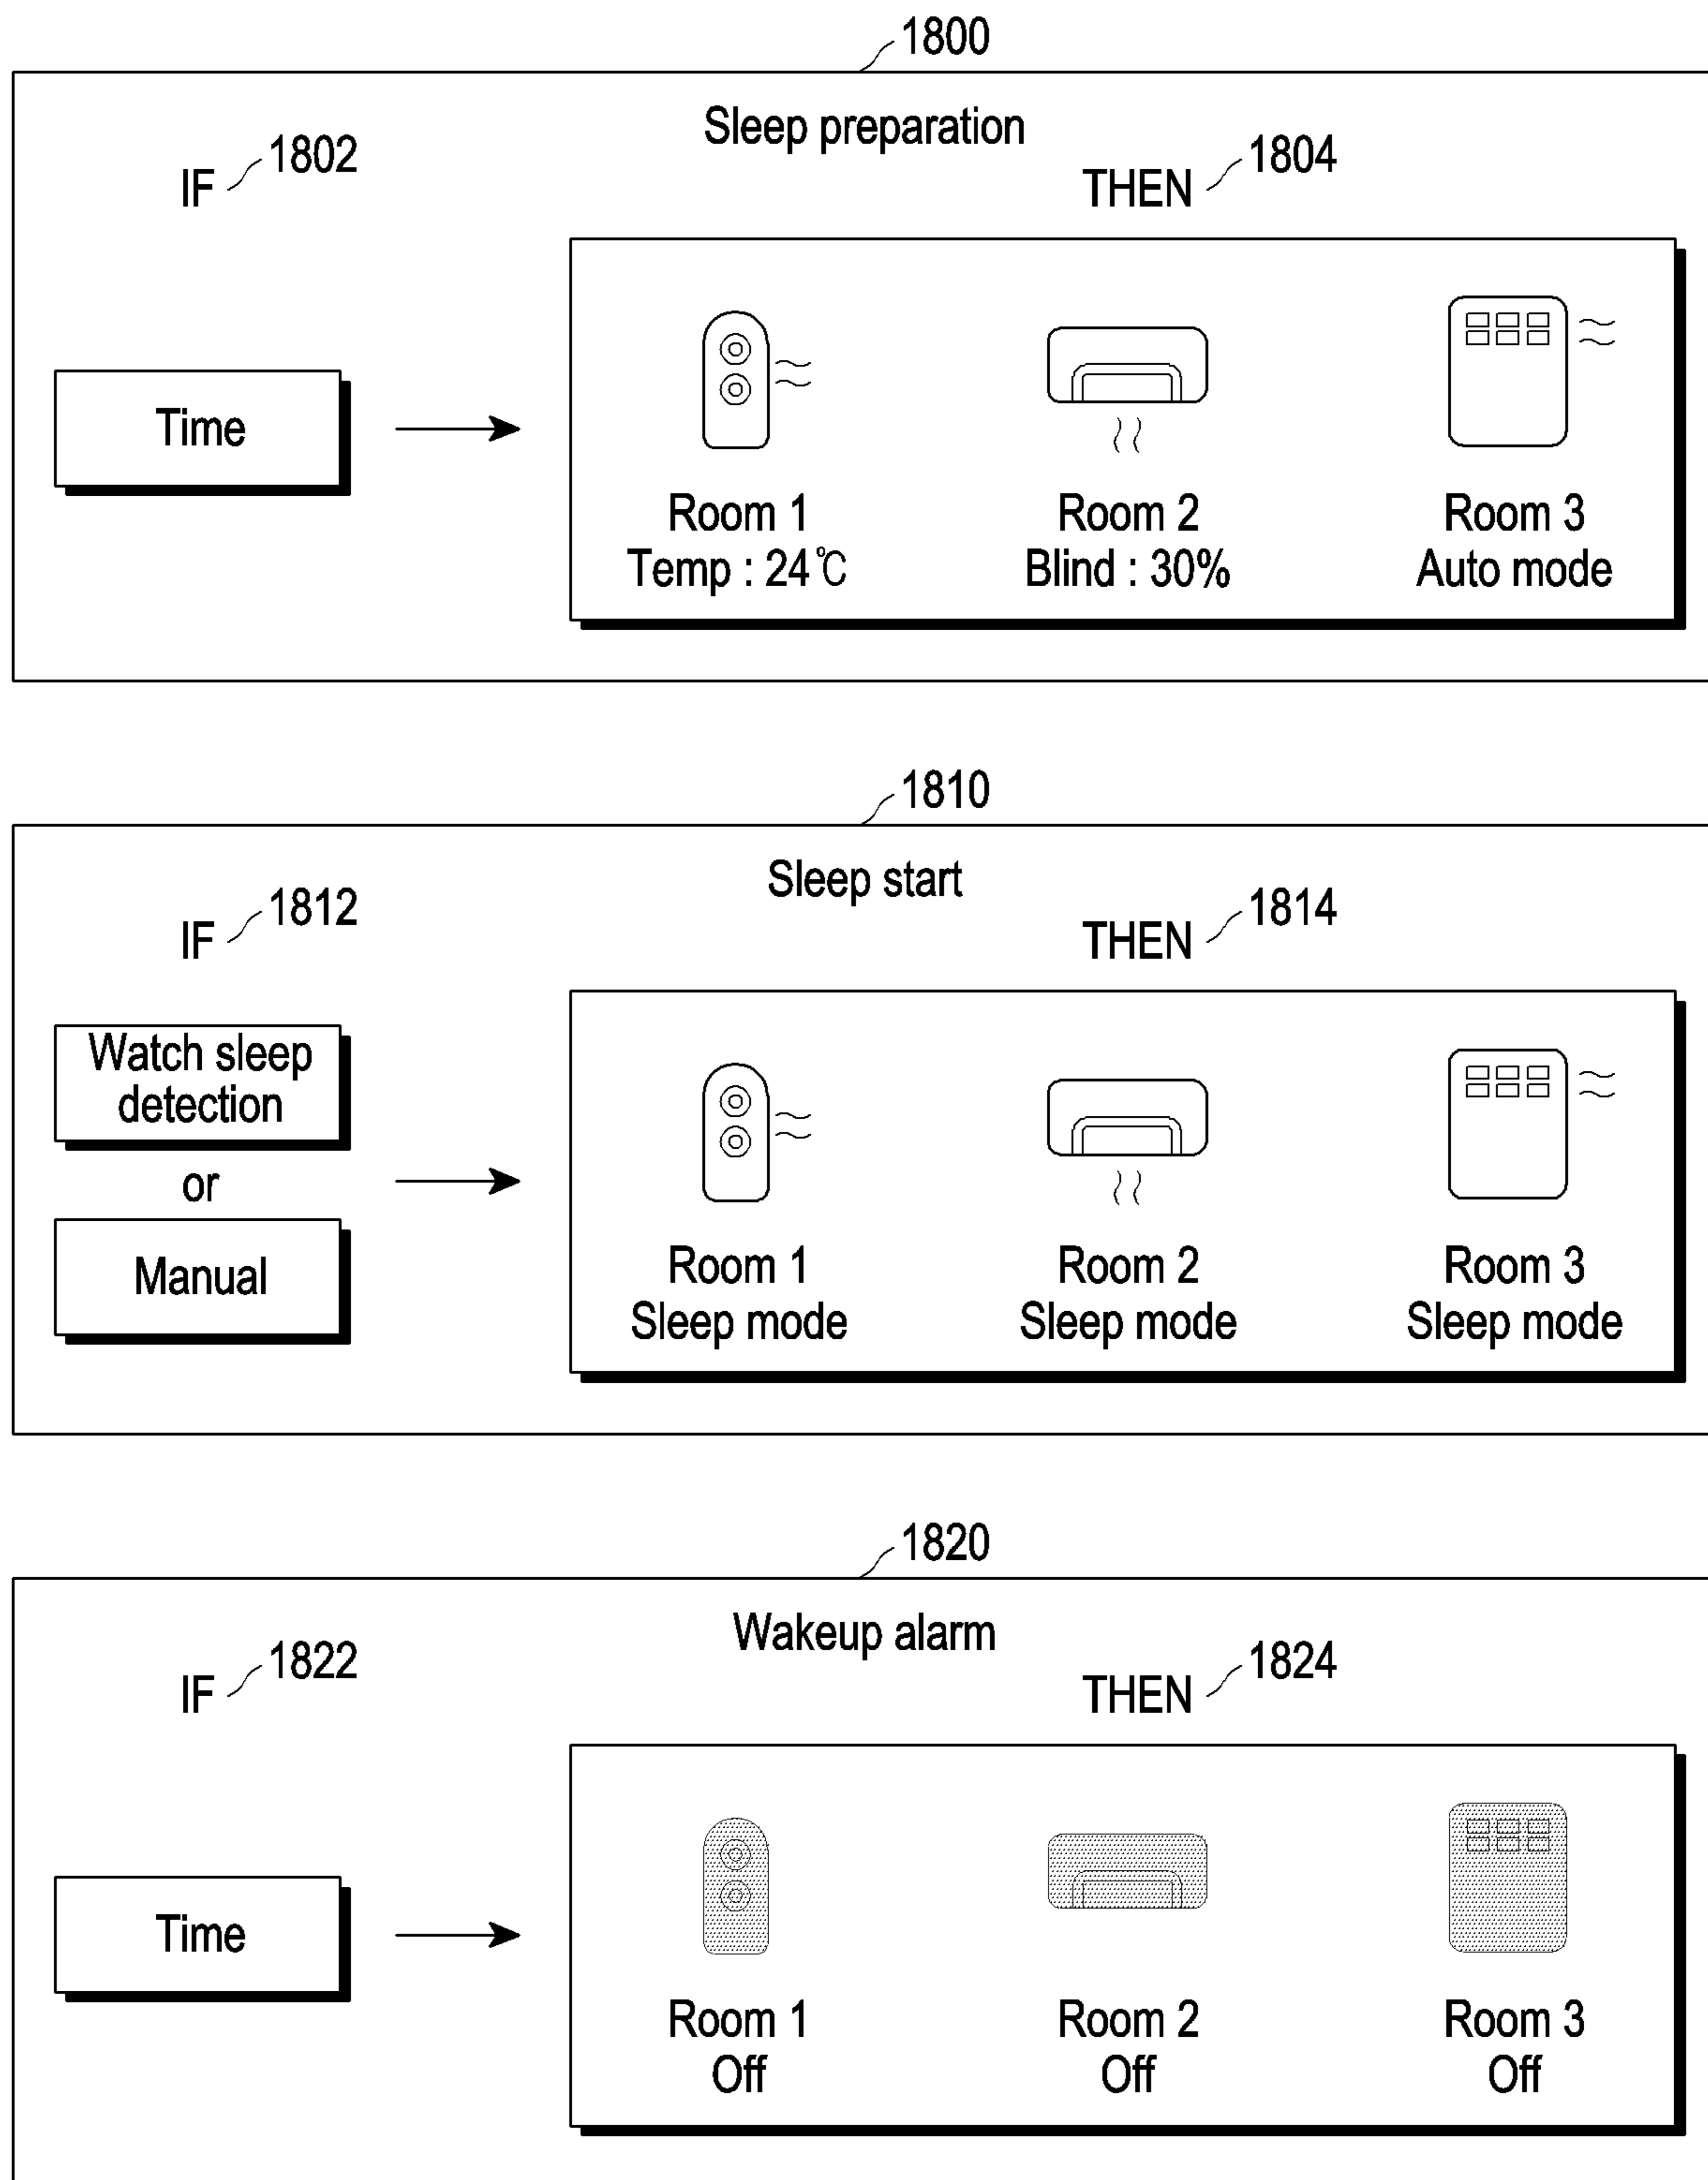 1800
Sleep preparation
IF 1802
THEN 1804
Time
Room 1
Temp : 24℃
Room 2
Blind : 30%
Room 3
Auto mode
1810
Sleep start
IF 1812
THEN 1814
Watch sleep
detection
or
Manual
Room 1
Sleep mode
Room 2
Sleep mode
Room 3
Sleep mode
1820
Wakeup alarm
IF 1822
THEN 1824
Time
Room 1
Off
Room 2
Off
Room 3
Off